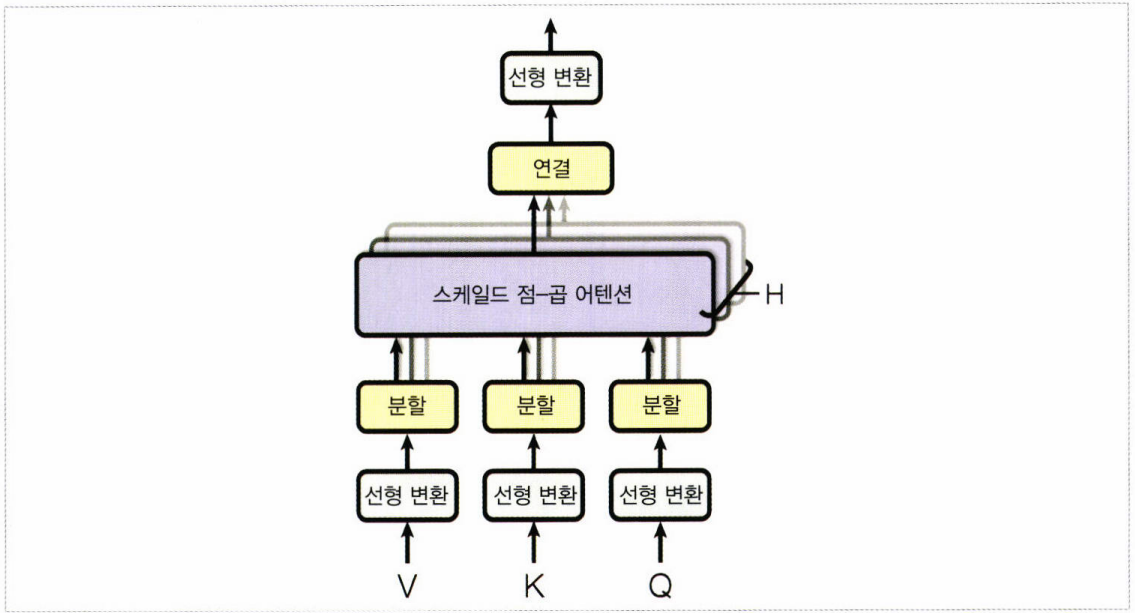 선형 변환
연결
스케일드 점-곱 어텐션
H
분할 분할 분할
선형 변환 선형 변환 선형 변환
V K Q